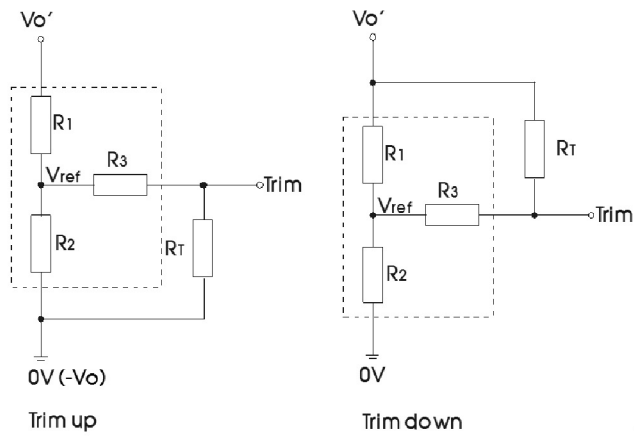 Vo'
R1
Vref
R3
Trim
R2
RT
0V (-Vo)
Trim up
Vo'
R1
RT
Vref
R3
Trim
R2
0V
Trim down